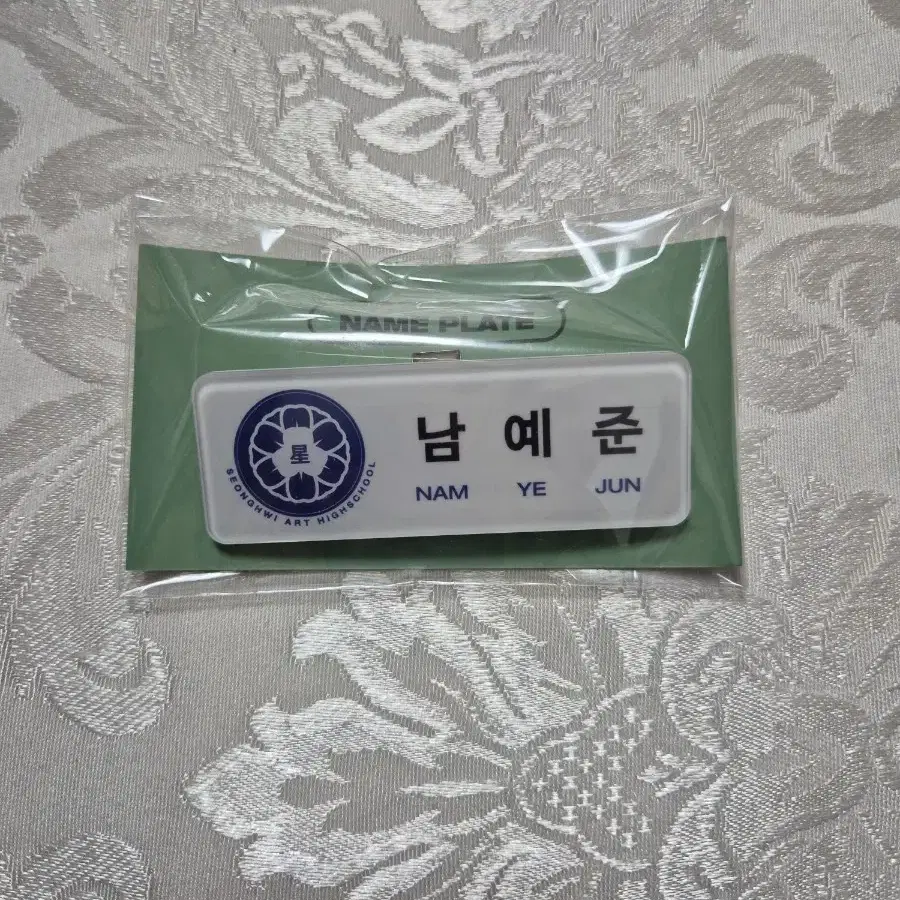 NAME PLATE
星
SEONGHWI ART HIGHSCHOOL
남 예 준
NAM YE JUN